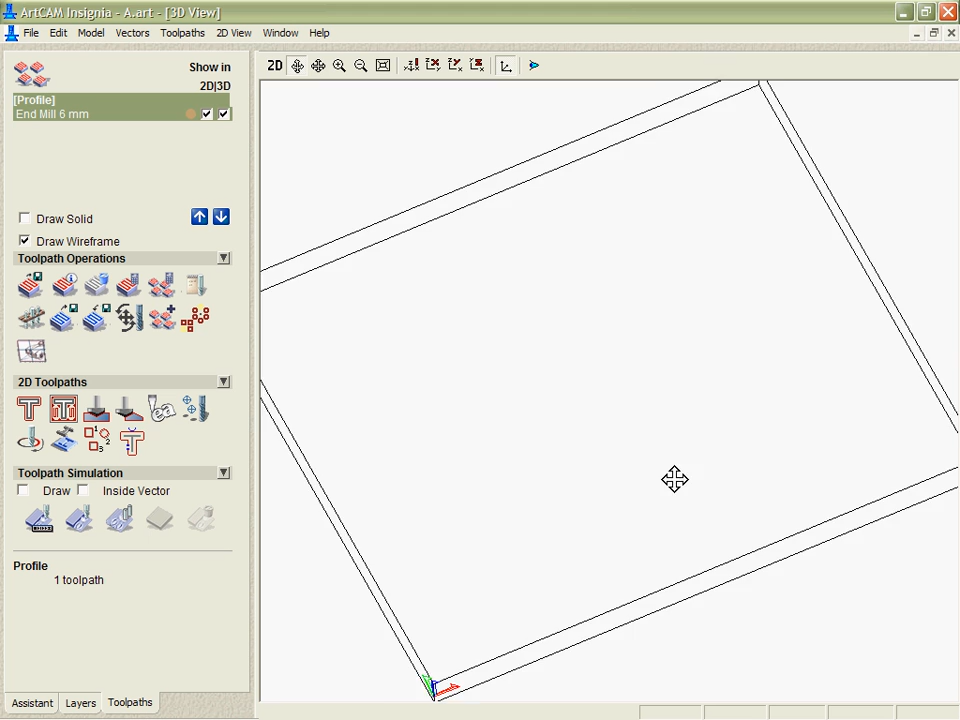 ArtCAM Insignia - A.art - [3D View]
File Edit Model Vectors Toolpaths 2D View Window Help
Show in
2D|3D
2D
[Profile]
End Mill 6 mm
Draw Solid
Draw Wireframe
Toolpath Operations
2D Toolpaths
Toolpath Simulation
Draw Inside Vector
Profile
1 toolpath
Assistant Layers Toolpaths